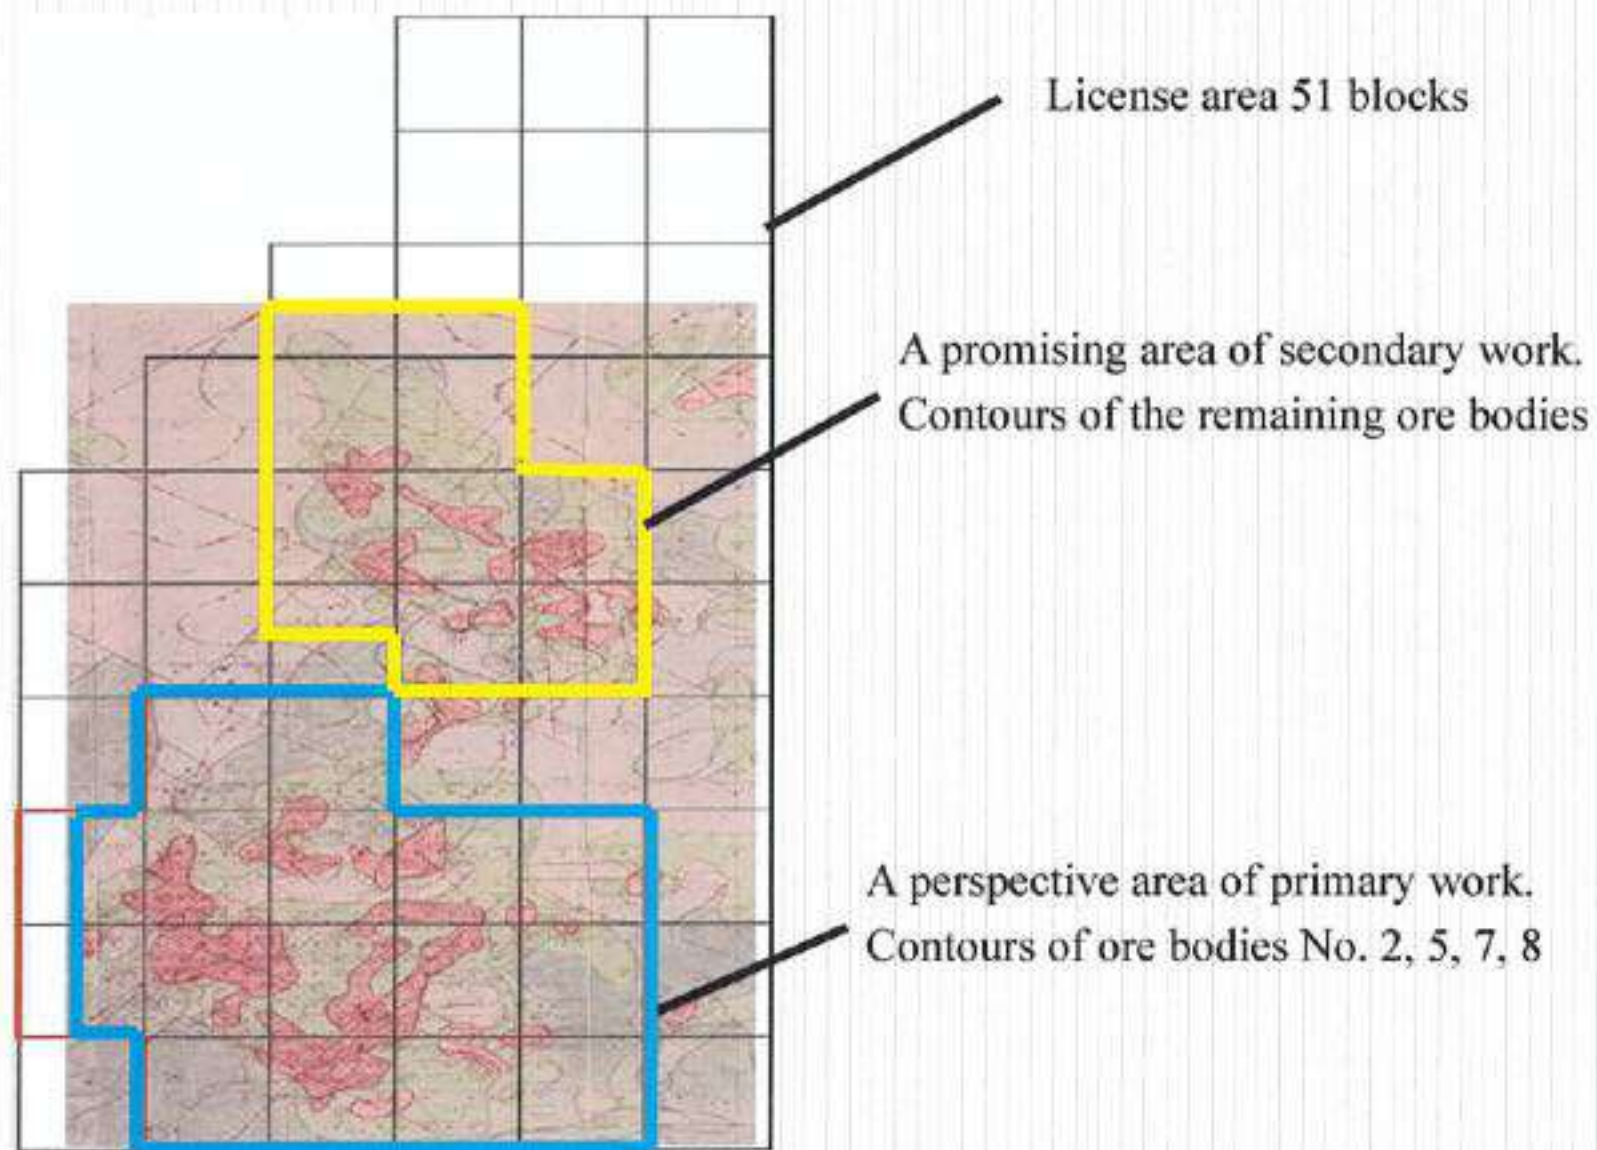 License area 51 blocks
A promising area of secondary work.
Contours of the remaining ore bodies
A perspective area of primary work.
Contours of ore bodies No. 2, 5, 7, 8